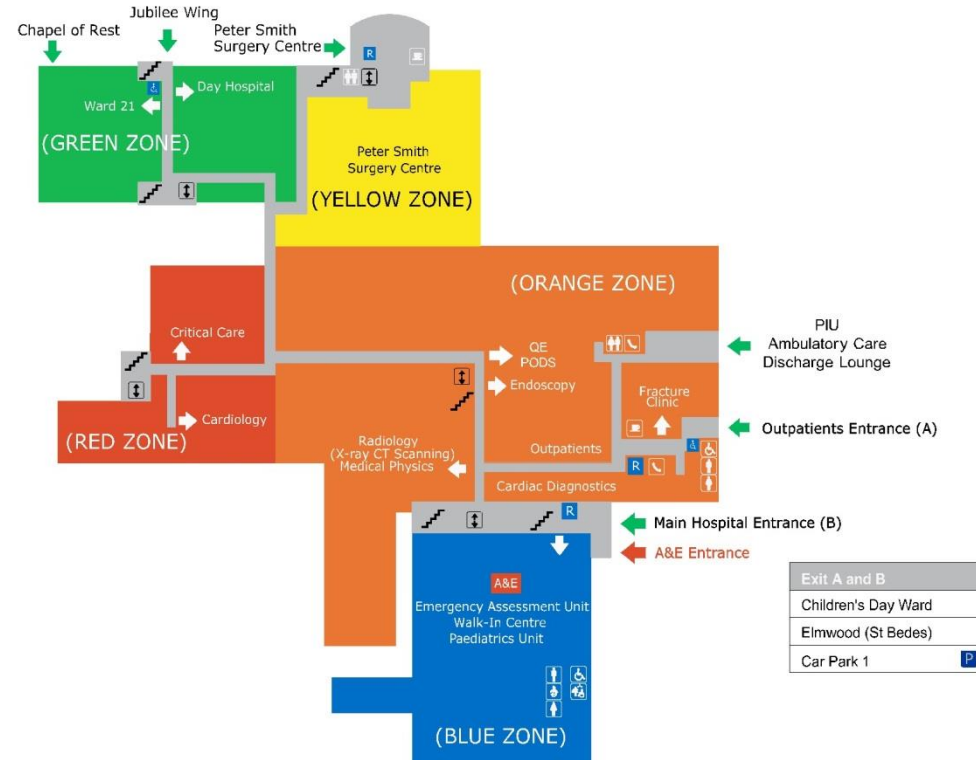 Chapel of Rest
Jubilee Wing
Peter Smith
Surgery Centre
R
Day Hospital
Ward 21
(GREEN ZONE)
Peter Smith
Surgery Centre
(YELLOW ZONE)
(ORANGE ZONE)
Critical Care
Cardiology
(RED ZONE)
QE
PODS
Endoscopy
PIU
Ambulatory Care
Discharge Lounge
Fracture
Clinic
Outpatients Entrance (A)
Radiology
(X-ray CT Scanning)
Medical Physics
Outpatients
R
Cardiac Diagnostics
R
Main Hospital Entrance (B)
A&E Entrance
A&E
Emergency Assessment Unit
Walk-In Centre
Paediatrics Unit
(BLUE ZONE)
Exit A and B
Children's Day Ward
Elmwood (St Bedes)
Car Park 1 P